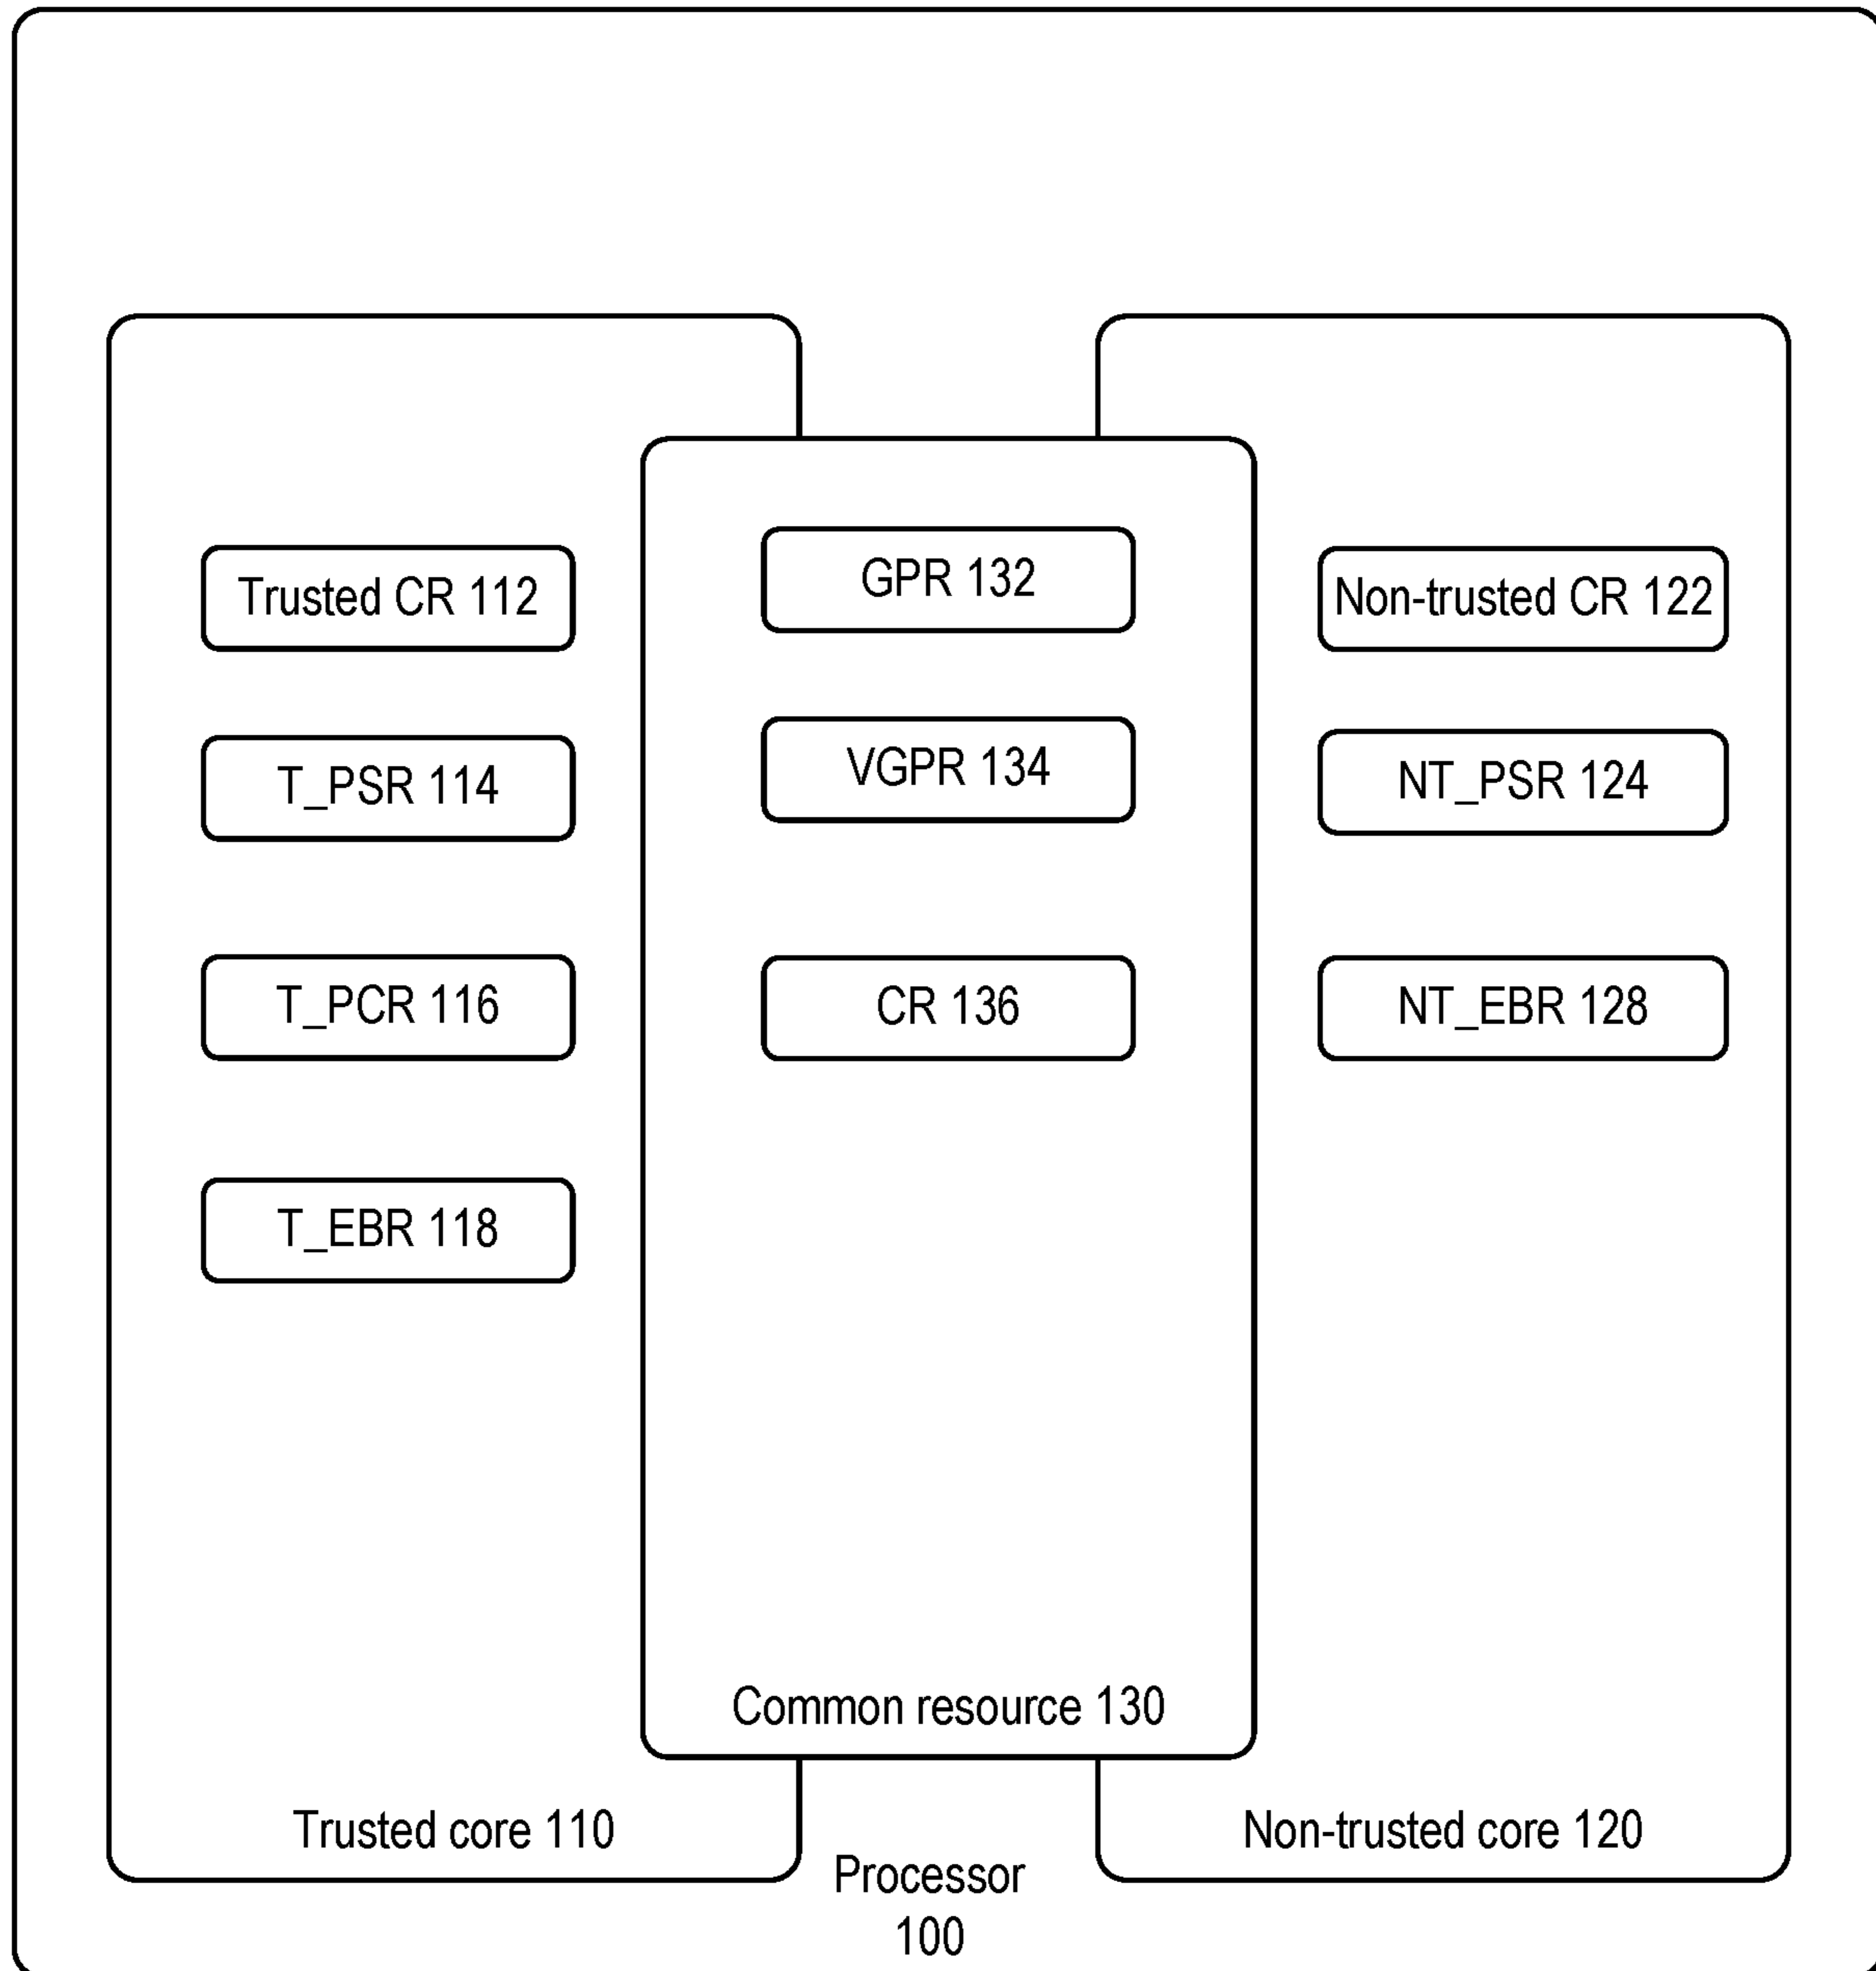 Trusted CR 112
T_PSR 114
T_PCR 116
T_EBR 118
GPR 132
VGPR 134
CR 136
Common resource 130
Non-trusted CR 122
NT_PSR 124
NT_EBR 128
Trusted core 110
Non-trusted core 120
Processor
100